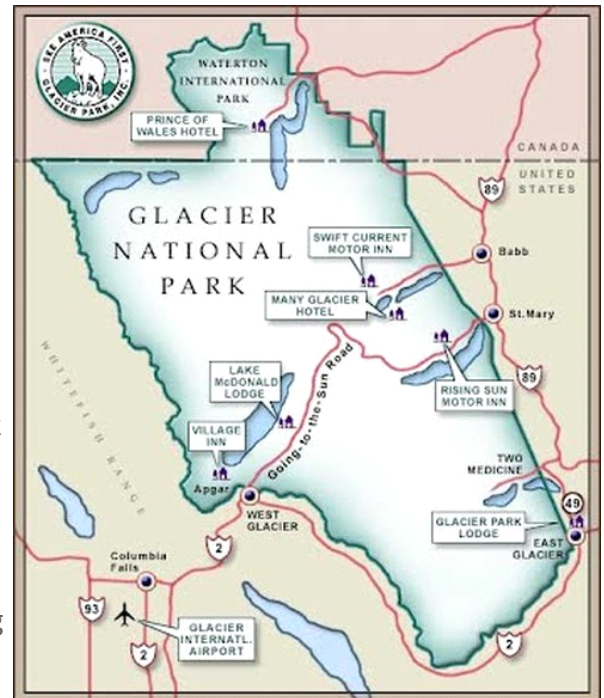 SEE AMERICA FIRST
GLACIER PARK, INC.
WATERTON
INTERNATIONAL
PARK
PRINCE OF
WALES HOTEL
CANADA
UNITED
STATES
89
GLACIER
NATIONAL
PARK
SWIFT CURRENT
MOTOR INN
Babb
MANY GLACIER
HOTEL
St.Mary
WHITEFISH RANGE
LAKE
McDONALD
LODGE
Going-to-the-Sun Road
RISING SUN
MOTOR INN
89
VILLAGE
INN
Apgar
TWO
MEDICINE
WEST
GLACIER
49
GLACIER PARK
LODGE
EAST
GLACIER
2
Columbia
Falls
93
GLACIER
INTERNATL.
AIRPORT
2
2
g